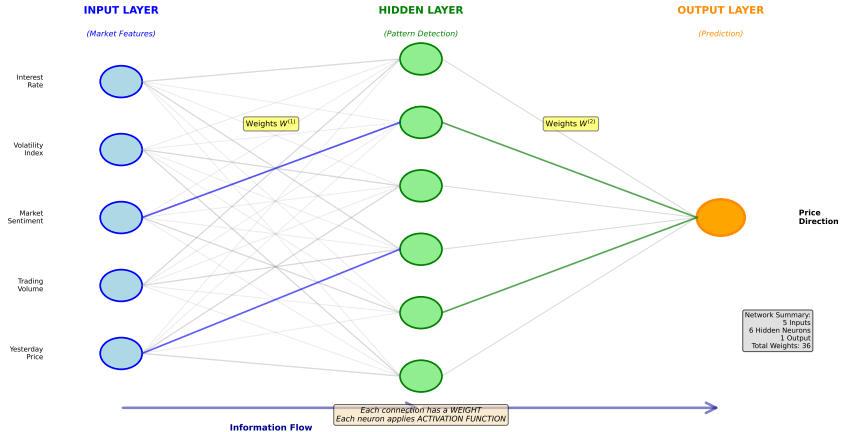 INPUT LAYER
(Market Features)
HIDDEN LAYER
(Pattern Detection)
OUTPUT LAYER
(Prediction)
Interest
Rate
Volatility
Index
Market
Sentiment
Trading
Volume
Yesterday
Price
Weights W^(1)
Weights W^(2)
Price
Direction
Network Summary:
5 Inputs
6 Hidden Neurons
1 Output
Total Weights: 36
Each connection has a WEIGHT
Each neuron applies ACTIVATION FUNCTION
Information Flow